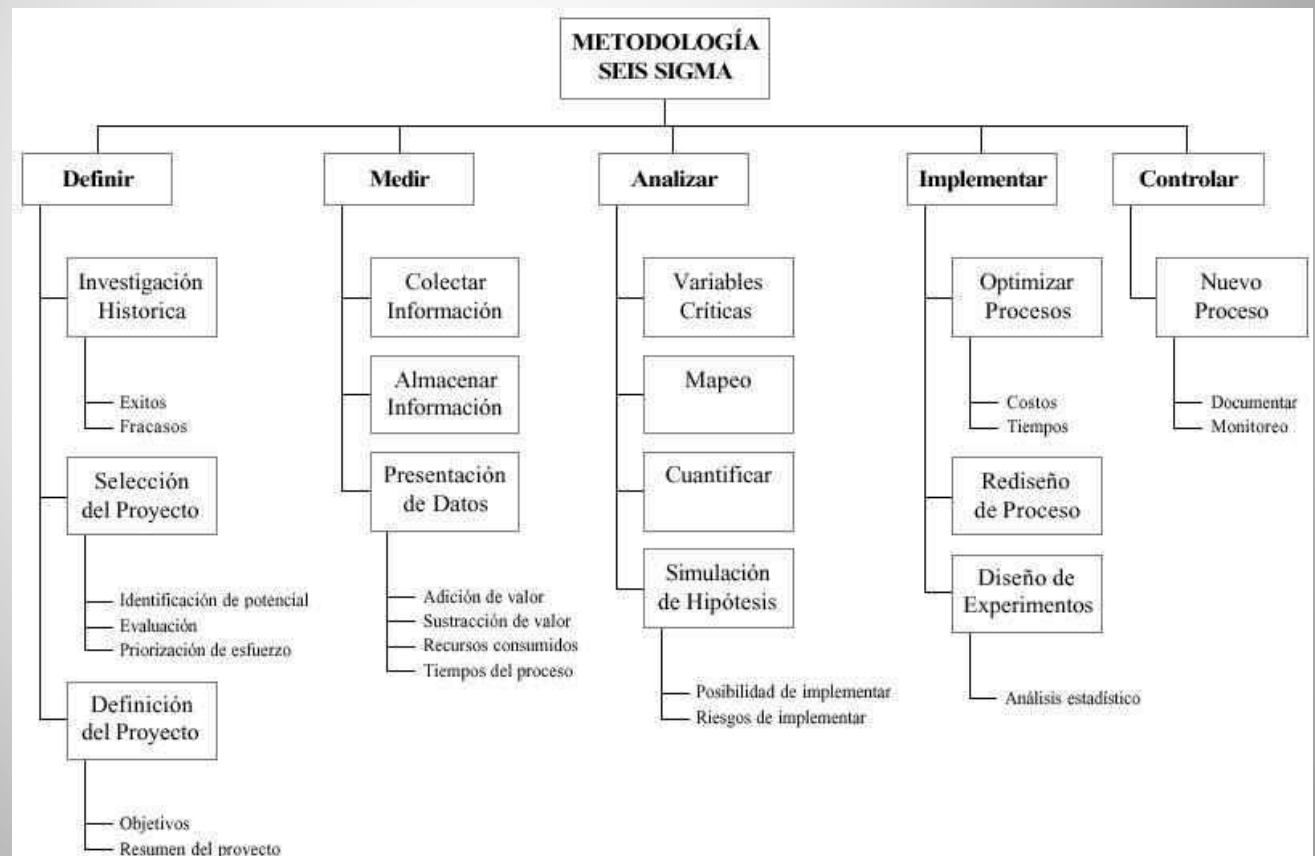 METODOLOGÍA
SEIS SIGMA
Definir
Investigación
Historica
Exitos
Fracasos
Selección
del Proyecto
Identificación de potencial
Evaluación
Priorización de esfuerzo
Definición
del Proyecto
Objetivos
Resumen del proyecto
Medir
Colectar
Información
Almacenar
Información
Presentación
de Datos
Adición de valor
Sustracción de valor
Recursos consumidos
Tiempos del proceso
Analizar
Variables
Críticas
Mapeo
Cuantificar
Simulación
de Hipótesis
Posibilidad de implementar
Riesgos de implementar
Implementar
Optimizar
Procesos
Costos
Tiempos
Rediseño
de Proceso
Diseño de
Experimentos
Análisis estadístico
Controlar
Nuevo
Proceso
Documentar
Monitoreo